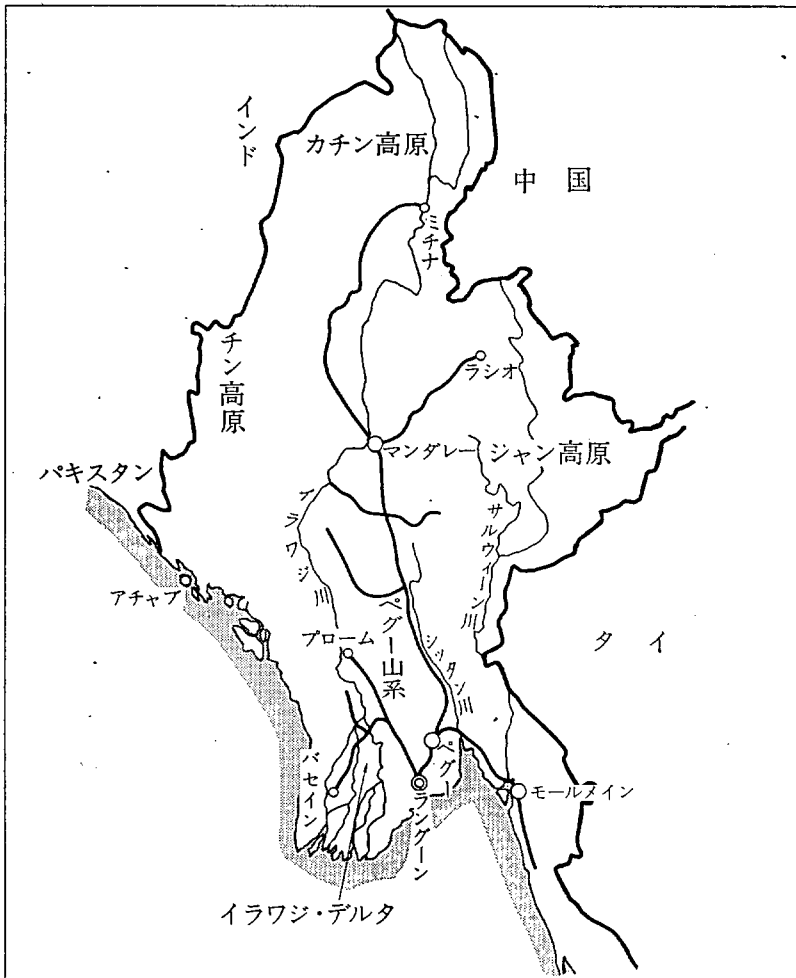 インド
カチン高原
中国
ミチナ
チン高原
ラシオ
マンダレー
ジャン高原
パキスタン
イラワジ川
サルウィーン川
アチャブ
ペグー山系
シッタン川
プローム
タイ
バセイン
ペグー
ラングーン
モールメイン
イラワジ・デルタ